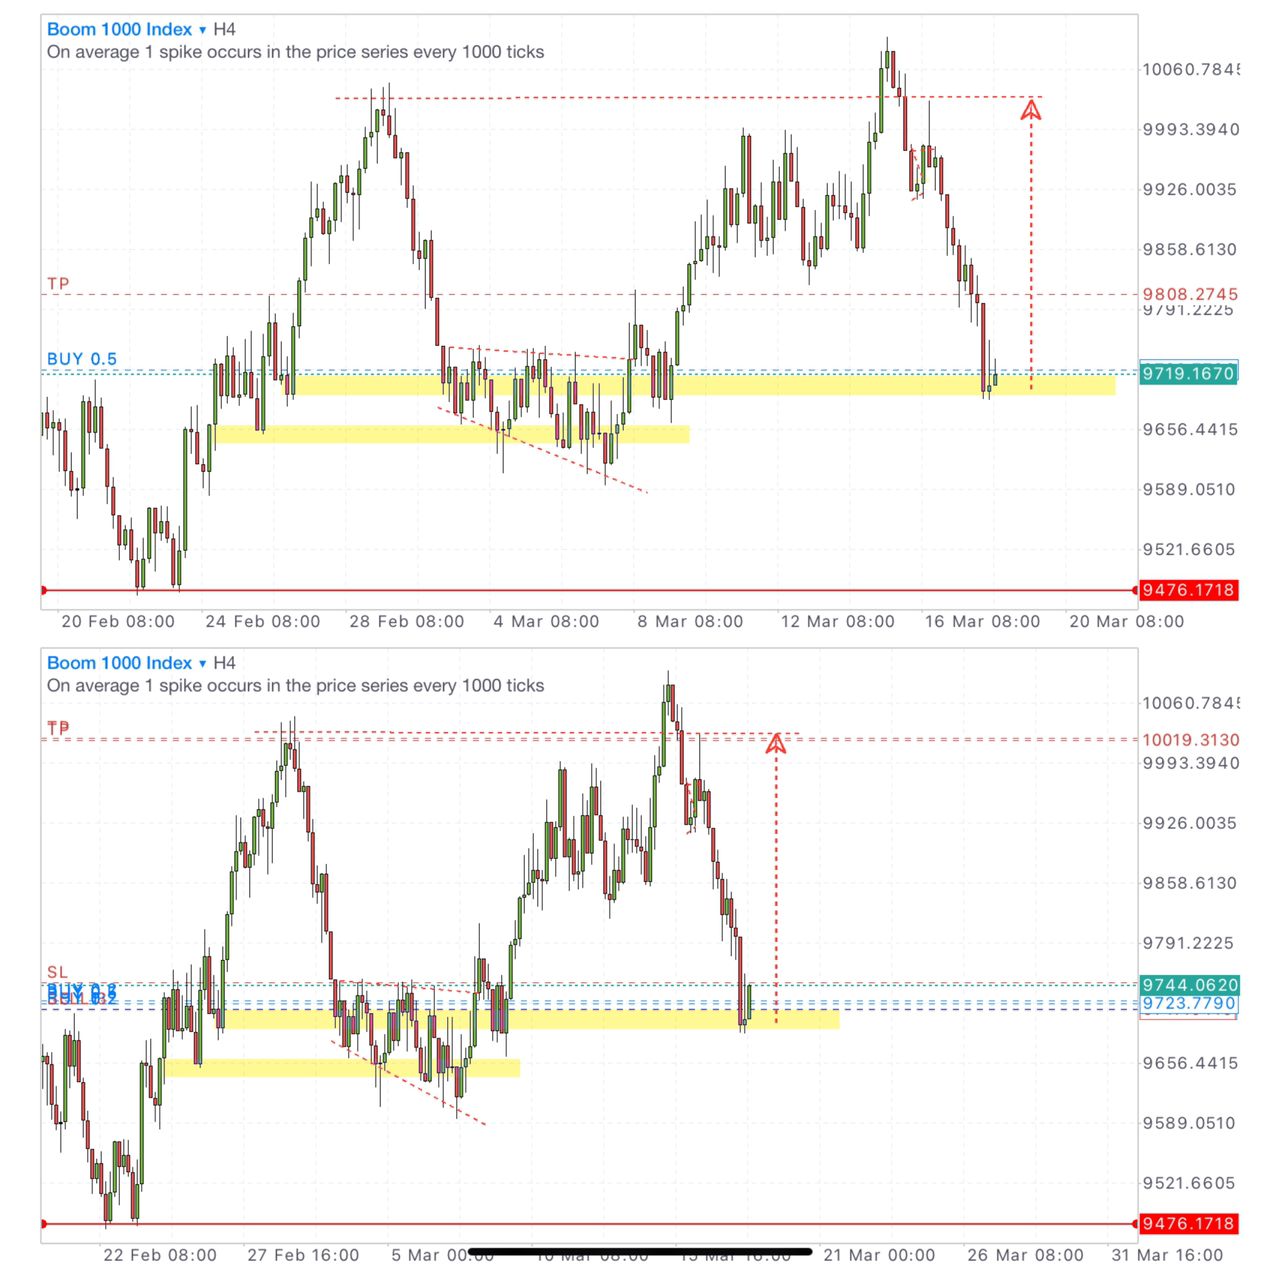 Boom 1000 Index ▾ H4
On average 1 spike occurs in the price series every 1000 ticks
10060.7845
9993.3940
9926.0035
9858.6130
TP
9808.2745
9791.2225
BUY 0.5
9719.1670
9656.4415
9589.0510
9521.6605
9476.1718
20 Feb 08:00 24 Feb 08:00 28 Feb 08:00 4 Mar 08:00 8 Mar 08:00 12 Mar 08:00 16 Mar 08:00 20 Mar 08:00
Boom 1000 Index ▾ H4
On average 1 spike occurs in the price series every 1000 ticks
10060.7845
TP
10019.3130
9993.3940
9926.0035
9858.6130
9791.2225
SL
9744.0620
9723.7790
9656.4415
9589.0510
9521.6605
9476.1718
22 Feb 08:00 27 Feb 16:00 5 Mar 21 Mar 00:00 26 Mar 08:00 31 Mar 16:00